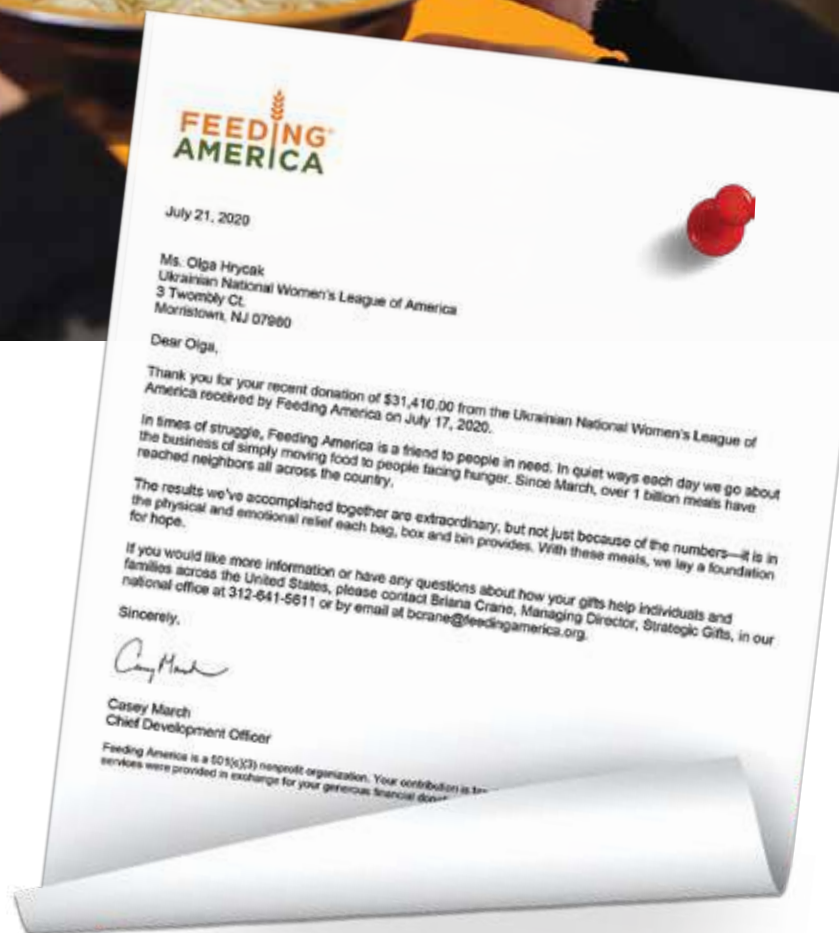 FEEDING
AMERICA
July 21, 2020
Ms. Olga Hrycak
Ukrainian National Women's League of America
3 Twombly Ct.
Morristown, NJ 07960
Dear Olga,
Thank you for your recent donation of $31,410.00 from the Ukrainian National Women's League of
America received by Feeding America on July 17, 2020.
In times of struggle, Feeding America is a friend to people in need. In quiet ways each day we go about
the business of simply moving food to people facing hunger. Since March, over 1 billion meals have
reached neighbors all across the country.
The results we've accomplished together are extraordinary, but not just because of the numbers—it is in
the physical and emotional relief each bag, box and bin provides. With these meals, we lay a foundation
for hope.
If you would like more information or have any questions about how your gifts help individuals and
families across the United States, please contact Briana Crane, Managing Director, Strategic Gifts, in our
national office at 312-641-5611 or by email at bcrane@feedingamerica.org.
Sincerely,
Casey March
Casey March
Chief Development Officer
Feeding America is a 501(c)(3) nonprofit organization. Your contribution is
services were provided in exchange for your generous financial